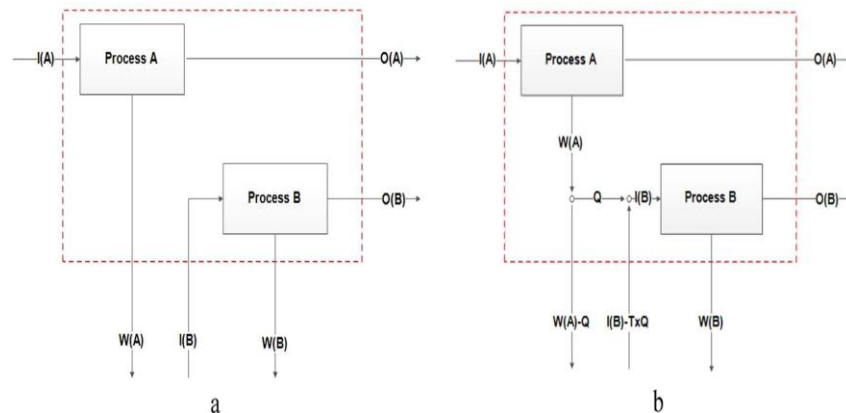 Process A
I(A)
O(A)
Process B
O(B)
W(A)
I(B)
W(B)
a
Process A
I(A)
O(A)
W(A)
Q
I(B)
Process B
O(B)
W(A)-Q
I(B)-TxQ
W(B)
b